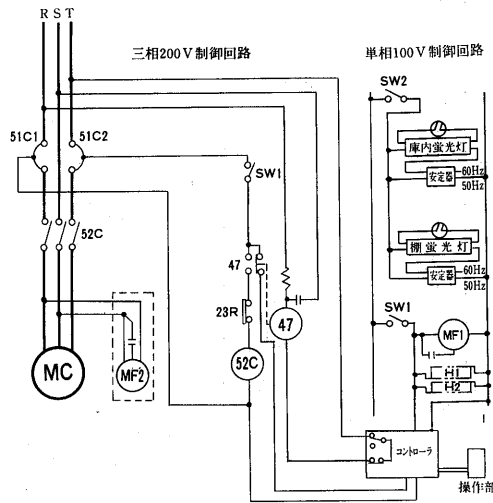 R S T
三相200V制御回路
単相100V制御回路
SW2
51C1
51C2
庫内蛍光灯
安定器
60Hz
50Hz
SW1
52C
47
棚蛍光灯
安定器
60Hz
50Hz
23R
47
SW1
MF1
MC
MF2
52C
H1
H2
コントローラ
操作部